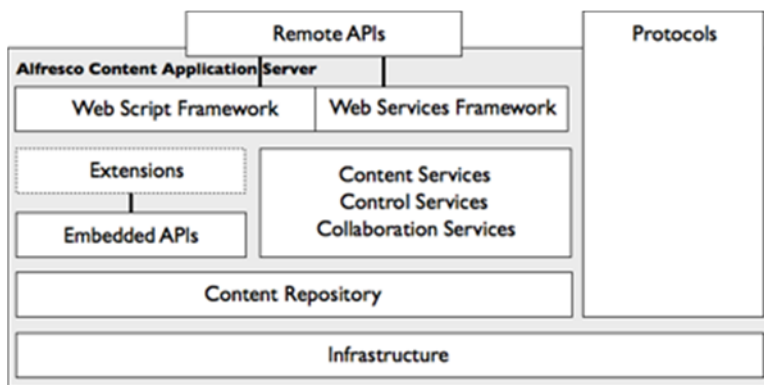 Remote APIs
Protocols
Alfresco Content Application Server
Web Script Framework
Web Services Framework
Extensions
Content Services
Control Services
Collaboration Services
Embedded APIs
Content Repository
Infrastructure